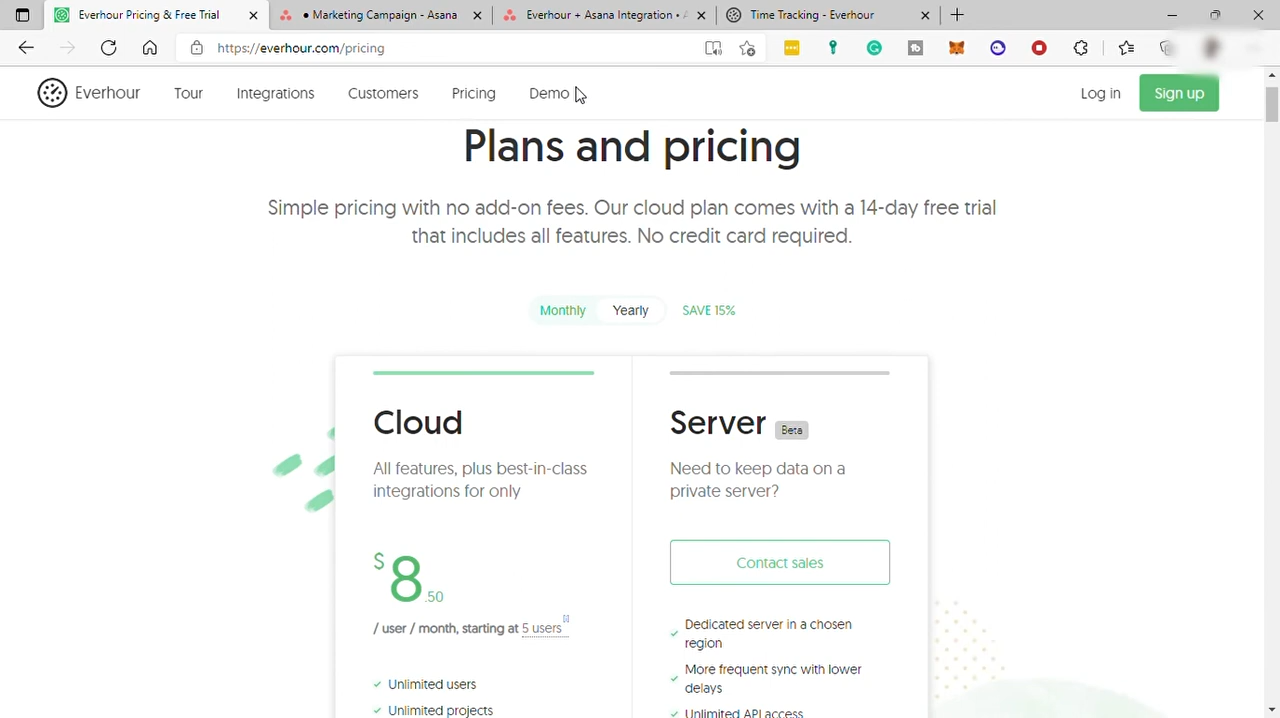 Everhour Pricing & Free Trial
● Marketing Campaign - Asana
Everhour + Asana Integration •
Time Tracking - Everhour
https://everhour.com/pricing
Everhour
Tour
Integrations
Customers
Pricing
Demo
Log in
Sign up
Plans and pricing
Simple pricing with no add-on fees. Our cloud plan comes with a 14-day free trial
that includes all features. No credit card required.
Monthly
Yearly
SAVE 15%
Cloud
All features, plus best-in-class
integrations for only
$8.50
/ user / month, starting at 5 users
Unlimited users
Unlimited projects
Server Beta
Need to keep data on a
private server?
Contact sales
Dedicated server in a chosen
region
More frequent sync with lower
delays
Unlimited API access